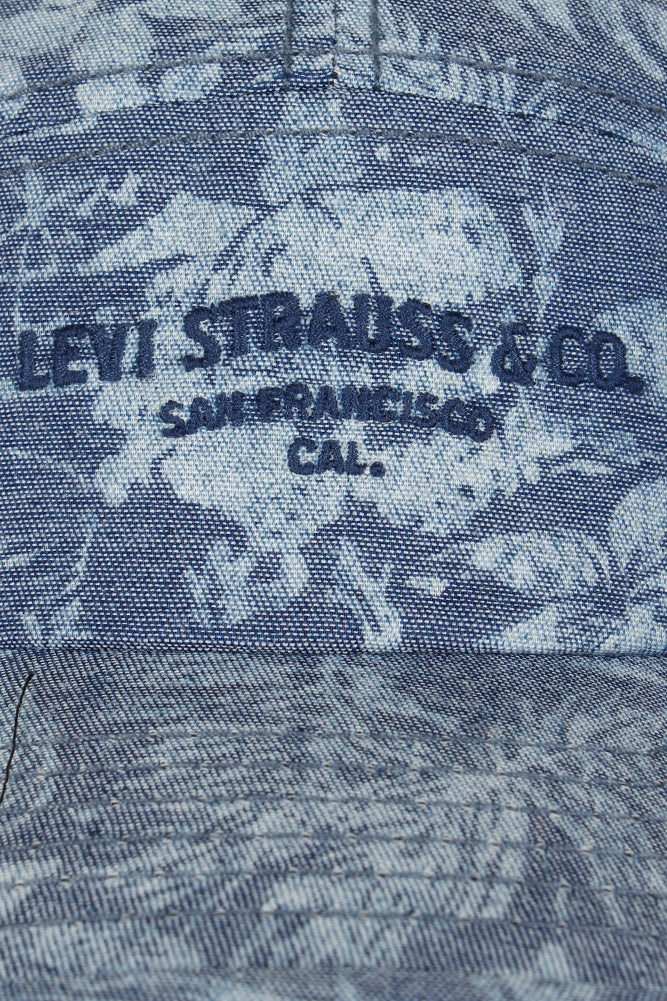 LEVI STRAUSS & CO.
SAN FRANCISCO
CAL.